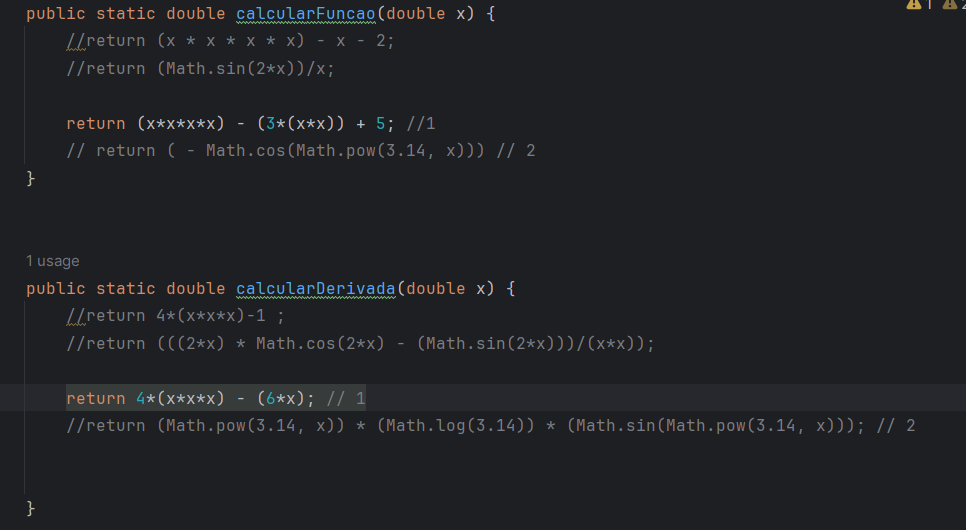 public static double calcularFuncao(double x) {
//return (x * x * x * x) - x - 2;
//return (Math.sin(2*x))/x;
return (x*x*x*x) - (3*(x*x)) + 5; //1
// return ( - Math.cos(Math.pow(3.14, x))) // 2
}
1 usage
public static double calcularDerivada(double x) {
//return 4*(x*x*x)-1 ;
//return (((2*x) * Math.cos(2*x) - (Math.sin(2*x)))/(x*x));
return 4*(x*x*x) - (6*x); // 1
//return (Math.pow(3.14, x)) * (Math.log(3.14)) * (Math.sin(Math.pow(3.14, x))); // 2
}